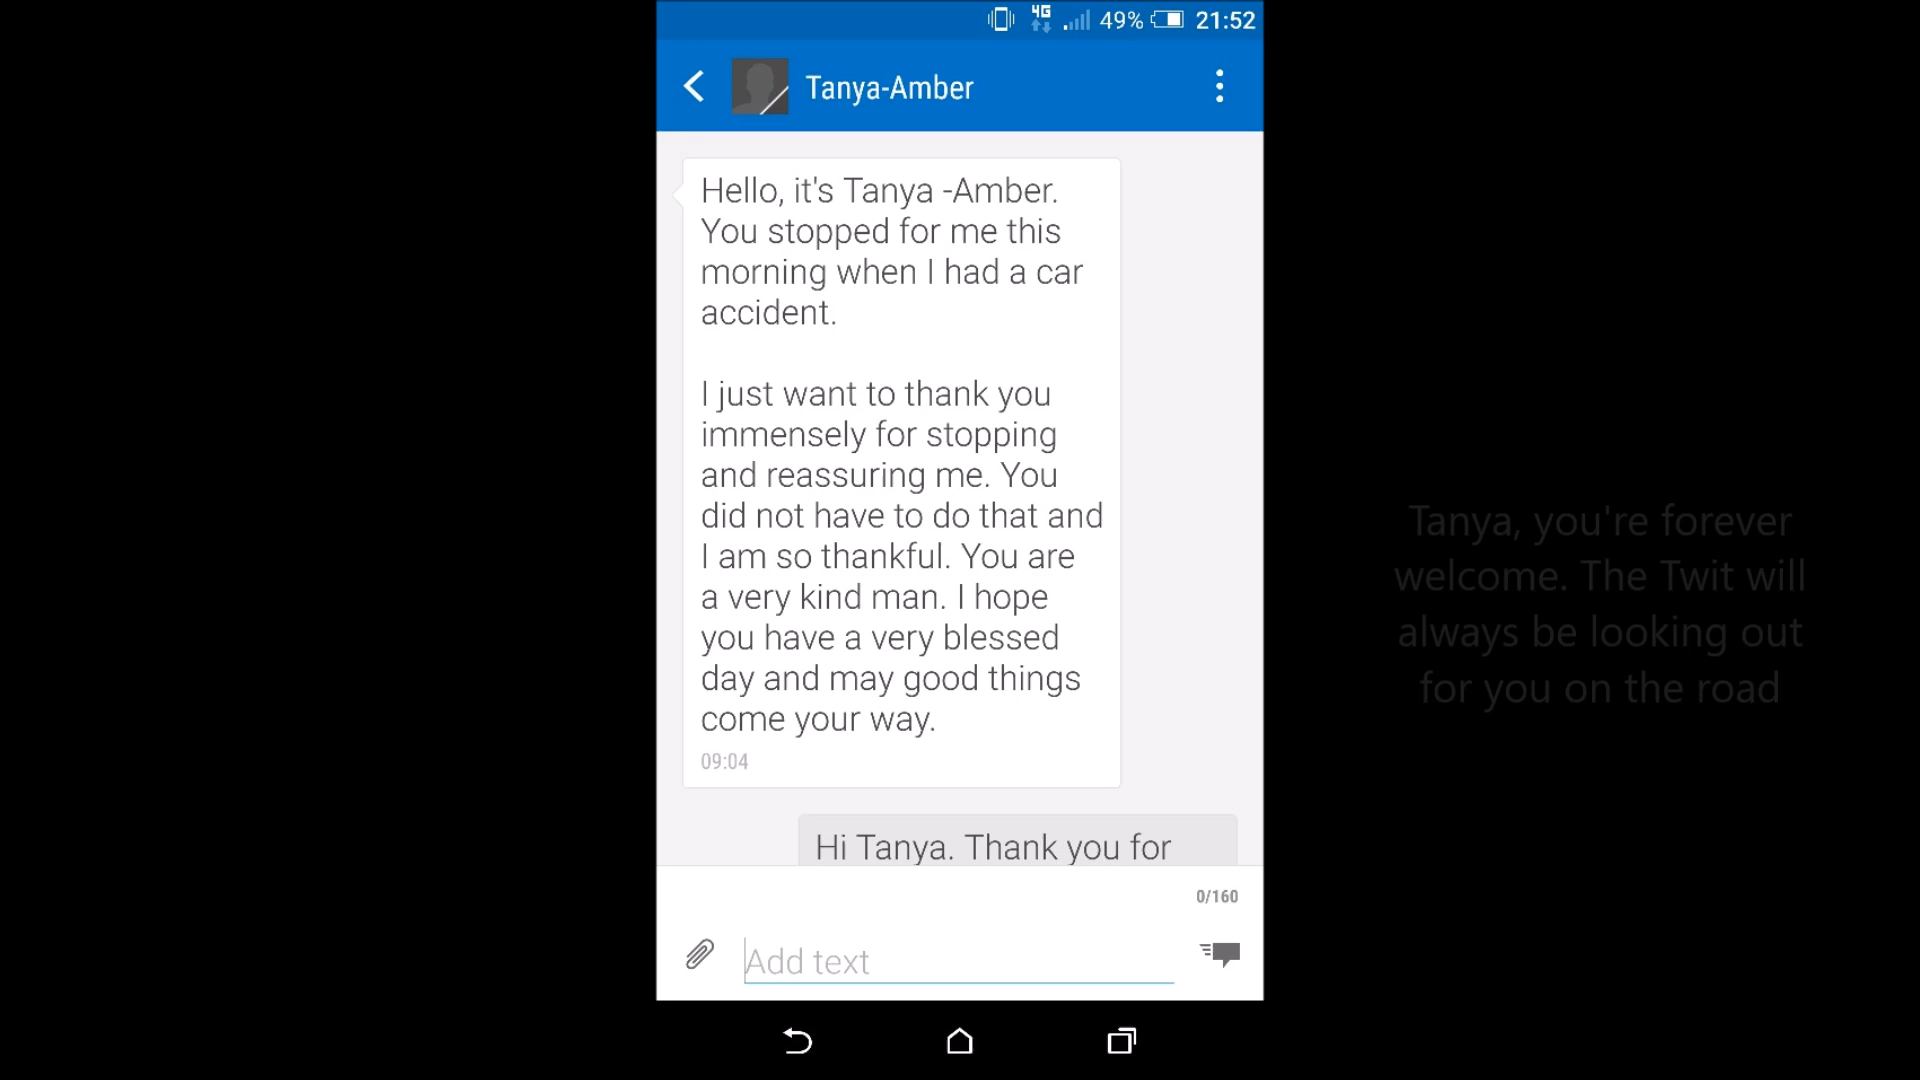 4G 49% 21:52
Tanya-Amber
Hello, it's Tanya -Amber.
You stopped for me this
morning when I had a car
accident.
I just want to thank you
immensely for stopping
and reassuring me. You
did not have to do that and
I am so thankful. You are
a very kind man. I hope
you have a very blessed
day and may good things
come your way.
09:04
Hi Tanya. Thank you for
0/160
Add text
Tanya, you're forever
welcome. The Twit will
always be looking out
for you on the road